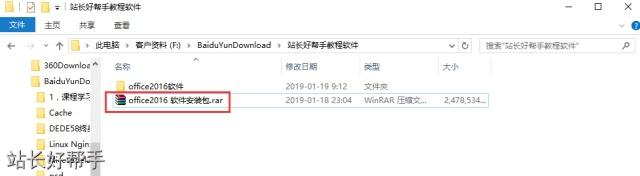 站长好帮手教程软件
文件 主页 共享 查看
此电脑 › 客户资料 (F:) › BaiduYunDownload › 站长好帮手教程软件
搜索"站长好帮手教程软件"
名称 修改日期 类型 大小
360Download
BaiduYunDownl
1，课程学习
Cache
DEDE58终
Linux Nginx
office2016软件 2019-01-19 9:12 文件夹
office2016 软件安装包.rar 2019-01-18 23:04 WinRAR 压缩文... 2,478,534...
站长好帮手
psd